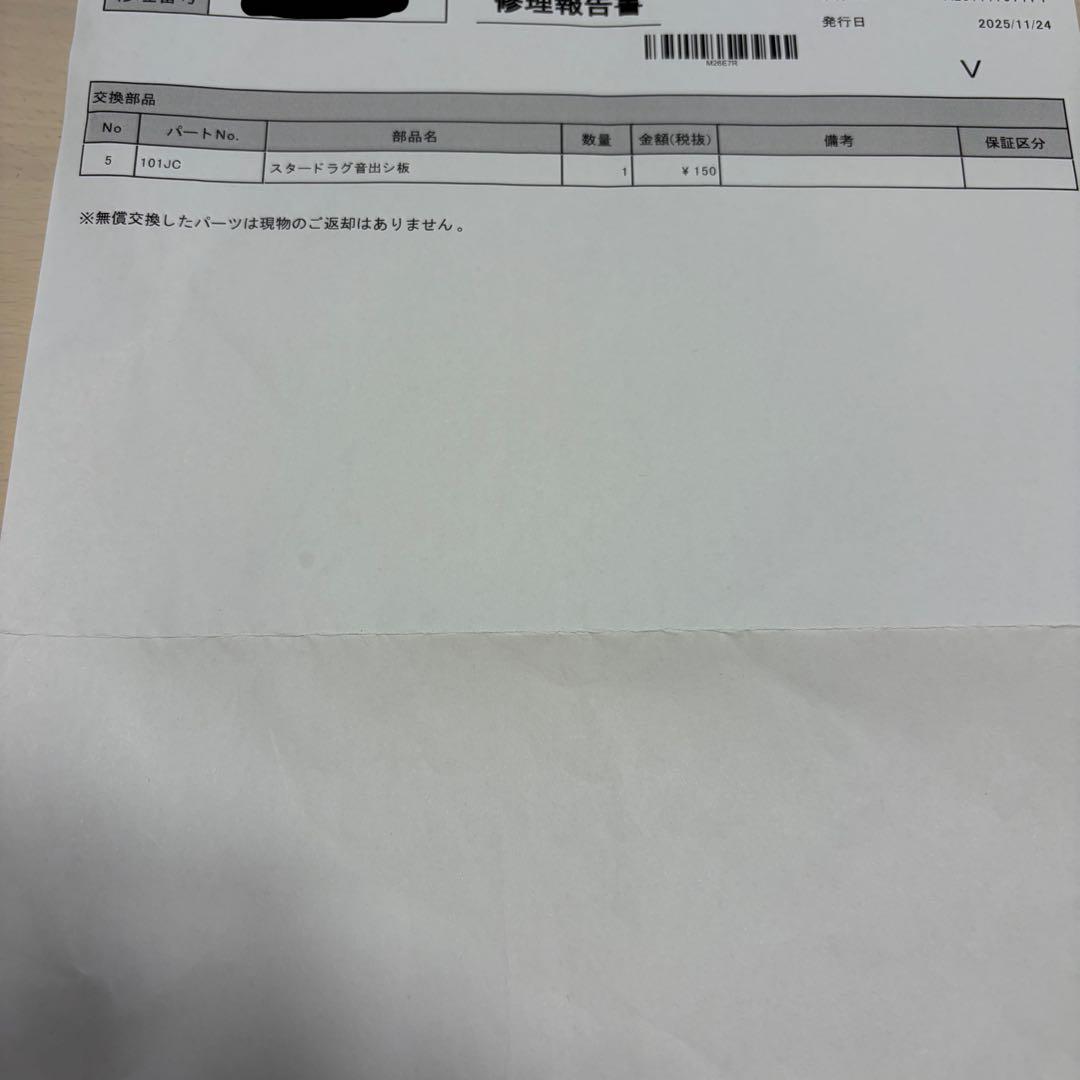 修理報告書
発行日 2025/11/24
M26E7R
V
交換部品
No パートNo. 部品名 数量 金額(税抜) 備考 保証区分
5 101JC スタードラグ音出シ板 1 ¥150
※無償交換したパーツは現物のご返却はありません。